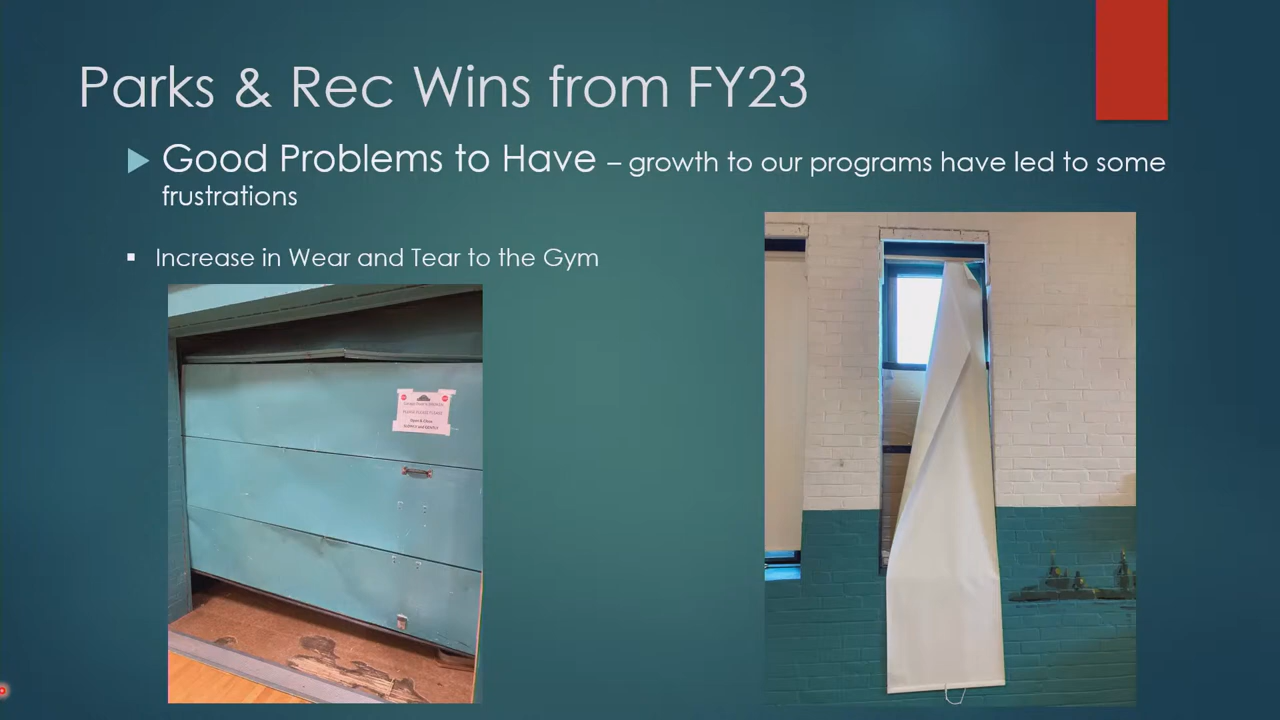 Parks & Rec Wins from FY23
Good Problems to Have – growth to our programs have led to some
frustrations
Increase in Wear and Tear to the Gym